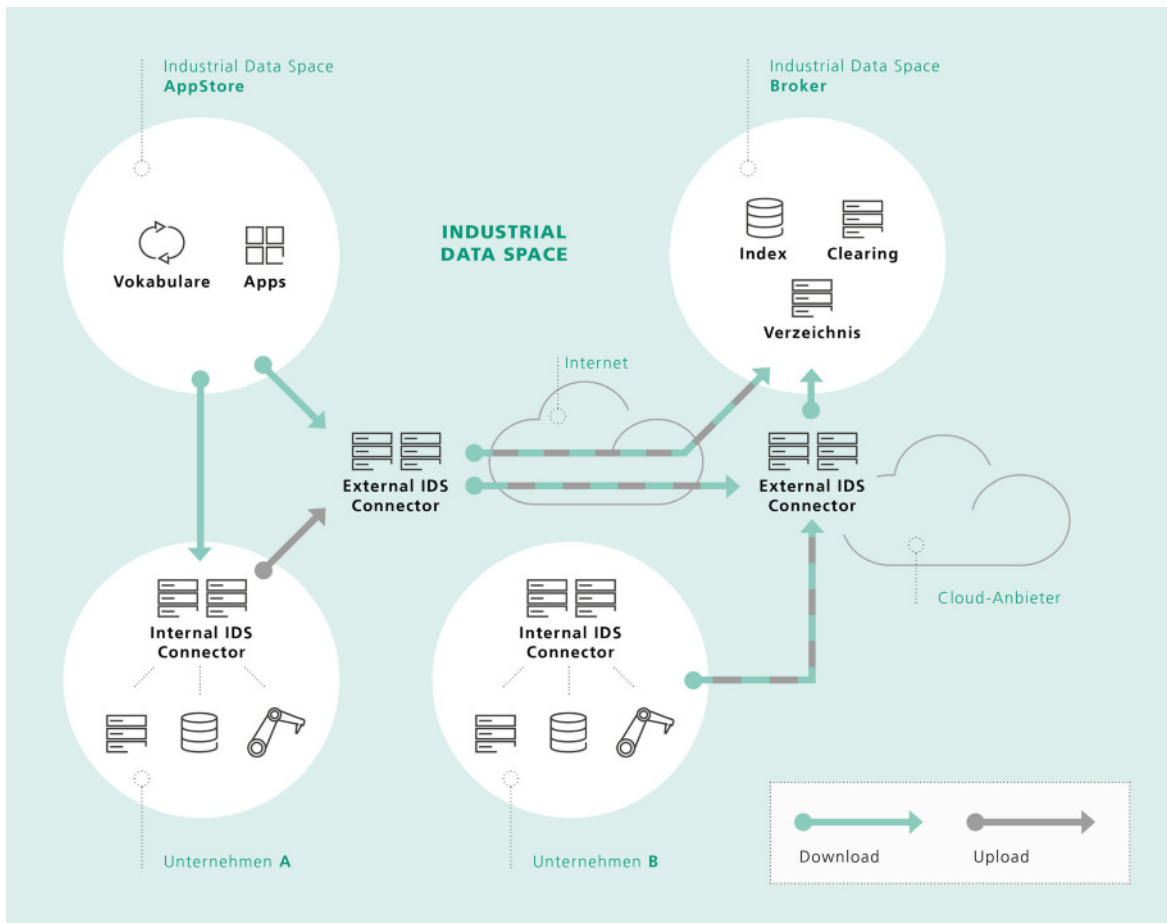 Industrial Data Space
AppStore
Industrial Data Space
Broker
INDUSTRIAL
DATA SPACE
Vokabulare
Apps
Index
Clearing
Verzeichnis
Internet
External IDS
Connector
External IDS
Connector
Internal IDS
Connector
Internal IDS
Connector
Cloud-Anbieter
Unternehmen A
Unternehmen B
Download
Upload